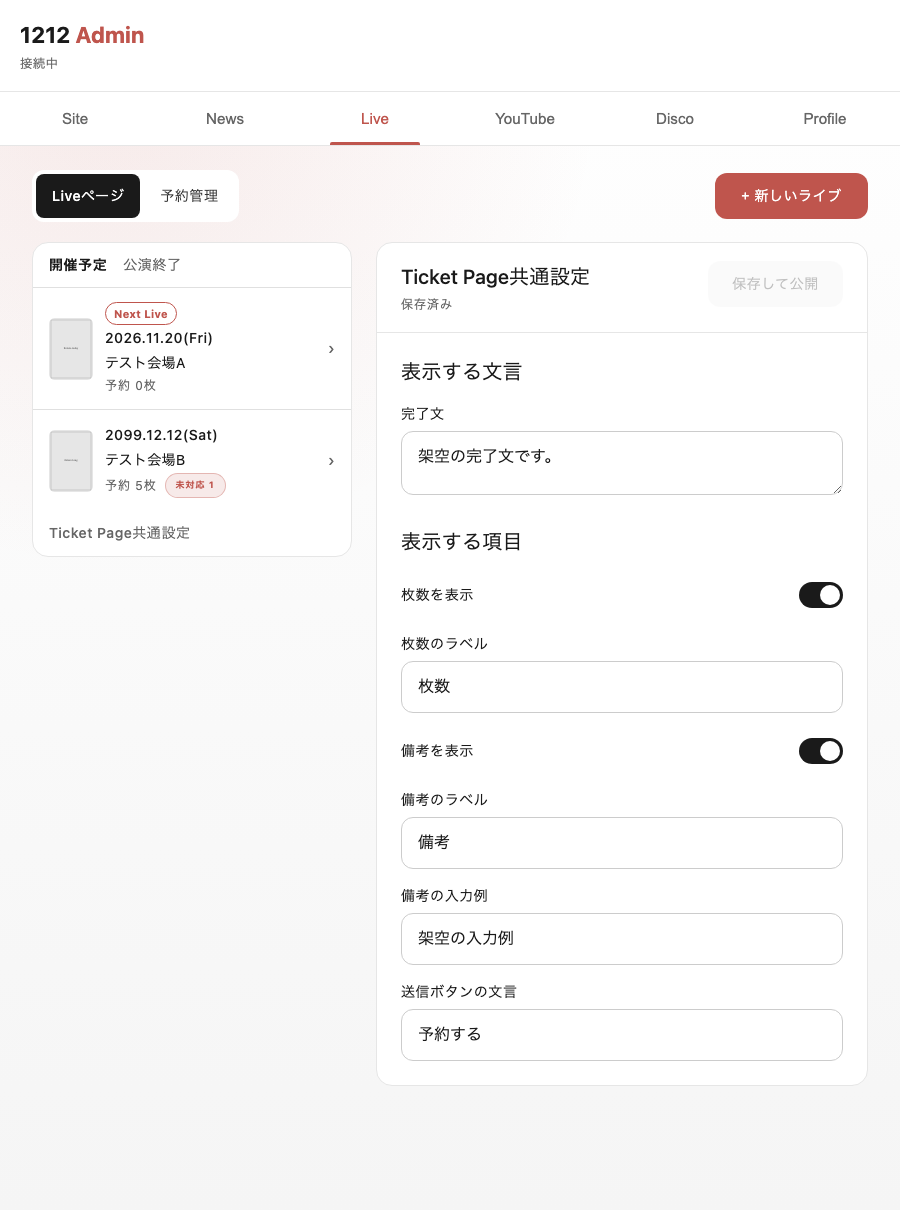 1212 Admin
接続中
Site
News
Live
YouTube
Disco
Profile
Liveページ
予約管理
+ 新しいライブ
開催予定
公演終了
Next Live
2026.11.20(Fri)
テスト会場A
予約 0枚
›
2099.12.12(Sat)
テスト会場B
予約 5枚
未対応 1
›
Ticket Page共通設定
Ticket Page共通設定
保存済み
保存して公開
表示する文言
完了文
架空の完了文です。
表示する項目
枚数を表示
枚数のラベル
枚数
備考を表示
備考のラベル
備考
備考の入力例
架空の入力例
送信ボタンの文言
予約する